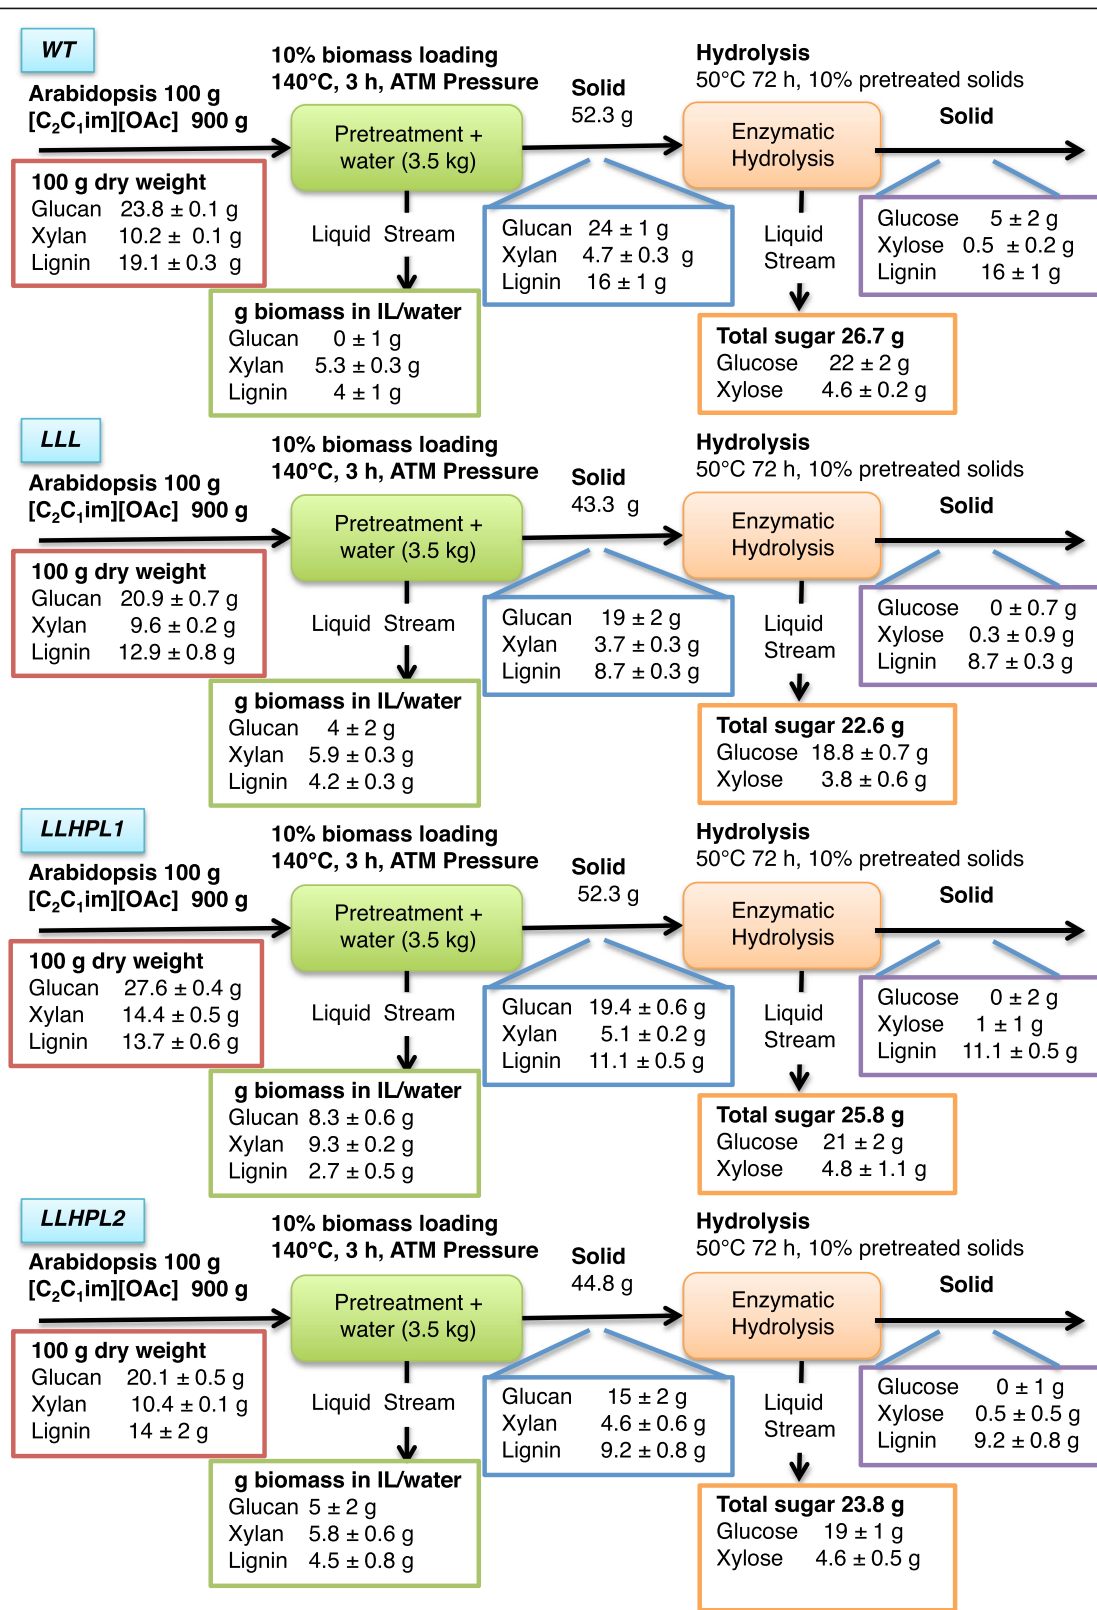 WT
10% biomass loading
140°C, 3 h, ATM Pressure
Hydrolysis
50°C 72 h, 10% pretreated solids
Arabidopsis 100 g
[C₂C₁im][OAc] 900 g
Solid
52.3 g
Solid
Pretreatment +
water (3.5 kg)
Enzymatic
Hydrolysis
100 g dry weight
Glucan 23.8 ± 0.1 g
Xylan 10.2 ± 0.1 g
Lignin 19.1 ± 0.3 g
Liquid Stream
Glucan 24 ± 1 g
Xylan 4.7 ± 0.3 g
Lignin 16 ± 1 g
Liquid
Stream
Glucose 5 ± 2 g
Xylose 0.5 ± 0.2 g
Lignin 16 ± 1 g
g biomass in IL/water
Glucan 0 ± 1 g
Xylan 5.3 ± 0.3 g
Lignin 4 ± 1 g
Total sugar 26.7 g
Glucose 22 ± 2 g
Xylose 4.6 ± 0.2 g
LLL
10% biomass loading
140°C, 3 h, ATM Pressure
Hydrolysis
50°C 72 h, 10% pretreated solids
Arabidopsis 100 g
[C₂C₁im][OAc] 900 g
Solid
43.3 g
Solid
Pretreatment +
water (3.5 kg)
Enzymatic
Hydrolysis
100 g dry weight
Glucan 20.9 ± 0.7 g
Xylan 9.6 ± 0.2 g
Lignin 12.9 ± 0.8 g
Liquid Stream
Glucan 19 ± 2 g
Xylan 3.7 ± 0.3 g
Lignin 8.7 ± 0.3 g
Liquid
Stream
Glucose 0 ± 0.7 g
Xylose 0.3 ± 0.9 g
Lignin 8.7 ± 0.3 g
g biomass in IL/water
Glucan 4 ± 2 g
Xylan 5.9 ± 0.3 g
Lignin 4.2 ± 0.3 g
Total sugar 22.6 g
Glucose 18.8 ± 0.7 g
Xylose 3.8 ± 0.6 g
LLHPL1
10% biomass loading
140°C, 3 h, ATM Pressure
Hydrolysis
50°C 72 h, 10% pretreated solids
Arabidopsis 100 g
[C₂C₁im][OAc] 900 g
Solid
52.3 g
Solid
Pretreatment +
water (3.5 kg)
Enzymatic
Hydrolysis
100 g dry weight
Glucan 27.6 ± 0.4 g
Xylan 14.4 ± 0.5 g
Lignin 13.7 ± 0.6 g
Liquid Stream
Glucan 19.4 ± 0.6 g
Xylan 5.1 ± 0.2 g
Lignin 11.1 ± 0.5 g
Liquid
Stream
Glucose 0 ± 2 g
Xylose 1 ± 1 g
Lignin 11.1 ± 0.5 g
g biomass in IL/water
Glucan 8.3 ± 0.6 g
Xylan 9.3 ± 0.2 g
Lignin 2.7 ± 0.5 g
Total sugar 25.8 g
Glucose 21 ± 2 g
Xylose 4.8 ± 1.1 g
LLHPL2
10% biomass loading
140°C, 3 h, ATM Pressure
Hydrolysis
50°C 72 h, 10% pretreated solids
Arabidopsis 100 g
[C₂C₁im][OAc] 900 g
Solid
44.8 g
Solid
Pretreatment +
water (3.5 kg)
Enzymatic
Hydrolysis
100 g dry weight
Glucan 20.1 ± 0.5 g
Xylan 10.4 ± 0.1 g
Lignin 14 ± 2 g
Liquid Stream
Glucan 15 ± 2 g
Xylan 4.6 ± 0.6 g
Lignin 9.2 ± 0.8 g
Liquid
Stream
Glucose 0 ± 1 g
Xylose 0.5 ± 0.5 g
Lignin 9.2 ± 0.8 g
g biomass in IL/water
Glucan 5 ± 2 g
Xylan 5.8 ± 0.6 g
Lignin 4.5 ± 0.8 g
Total sugar 23.8 g
Glucose 19 ± 1 g
Xylose 4.6 ± 0.5 g